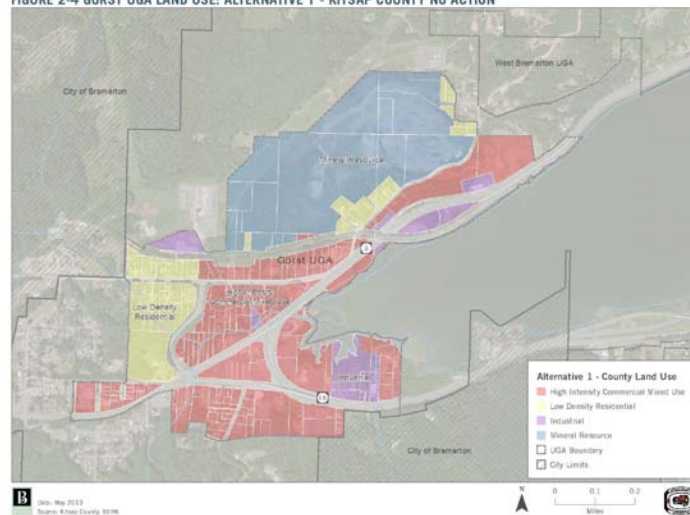 FIGURE 2-4 GORST UGA LAND USE: ALTERNATIVE 1 - KITSAP COUNTY NO ACTION
West Bremerton UGA
City of Bremerton
Mineral Resource
3
Gorst UGA
Low Density
Residential
Industrial
City of Bremerton
Alternative 1 - County Land Use
High Intensity Commercial Mixed Use
Low Density Residential
Industrial
Mineral Resource
UGA Boundary
City Limits
B
Date: May 2013
Source: Kitsap County, BERK
N
0 0.1 0.2
Miles